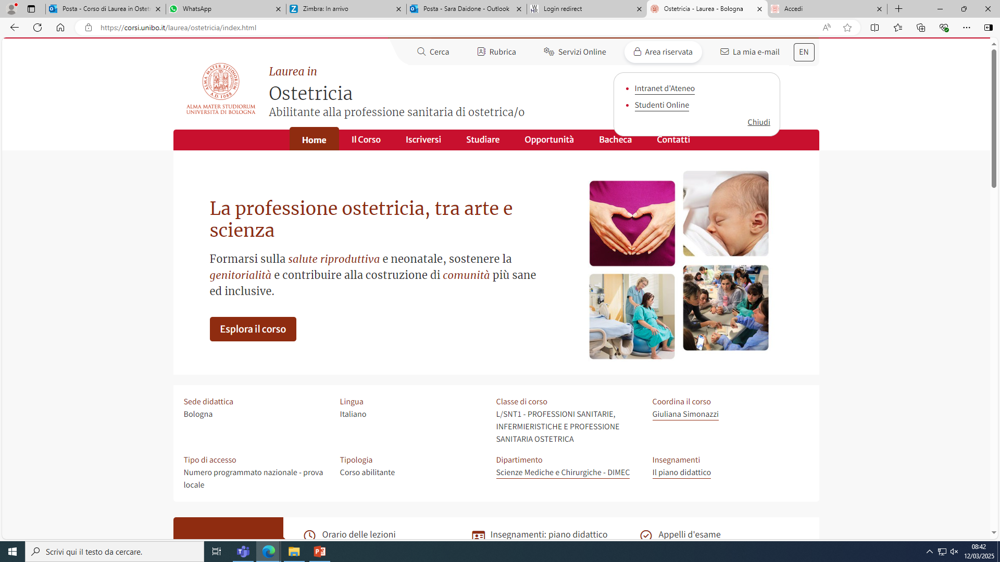 Posta - Corso di Laurea in Ostet
WhatsApp
Zimbra: In arrivo
Posta - Sara Daidone - Outlook
Login redirect
Ostetricia - Laurea - Bologna
Accedi
https://corsi.unibo.it/laurea/ostetricia/index.html
Cerca
Rubrica
Servizi Online
Area riservata
La mia e-mail
EN
ALMA MATER STUDIORUM
A.D. 1088
ALMA MATER STUDIORUM
UNIVERSITÀ DI BOLOGNA
Laurea in
Ostetricia
Abilitante alla professione sanitaria di ostetrica/o
Intranet d'Ateneo
Studenti Online
Chiudi
Home
Il Corso
Iscriversi
Studiare
Opportunità
Bacheca
Contatti
La professione ostetricia, tra arte e
scienza
Formarsi sulla salute riproduttiva e neonatale, sostenere la
genitorialità e contribuire alla costruzione di comunità più sane
ed inclusive.
Esplora il corso
Sede didattica
Bologna
Lingua
Italiano
Classe di corso
L/SNT1 - PROFESSIONI SANITARIE,
INFERMIERISTICHE E PROFESSIONE
SANITARIA OSTETRICA
Coordina il corso
Giuliana Simonazzi
Tipo di accesso
Numero programmato nazionale - prova
locale
Tipologia
Corso abilitante
Dipartimento
Scienze Mediche e Chirurgiche - DIMEC
Insegnamenti
Il piano didattico
Orario delle lezioni
Insegnamenti: piano didattico
Appelli d'esame
Scrivi qui il testo da cercare.
08:42
12/03/2025